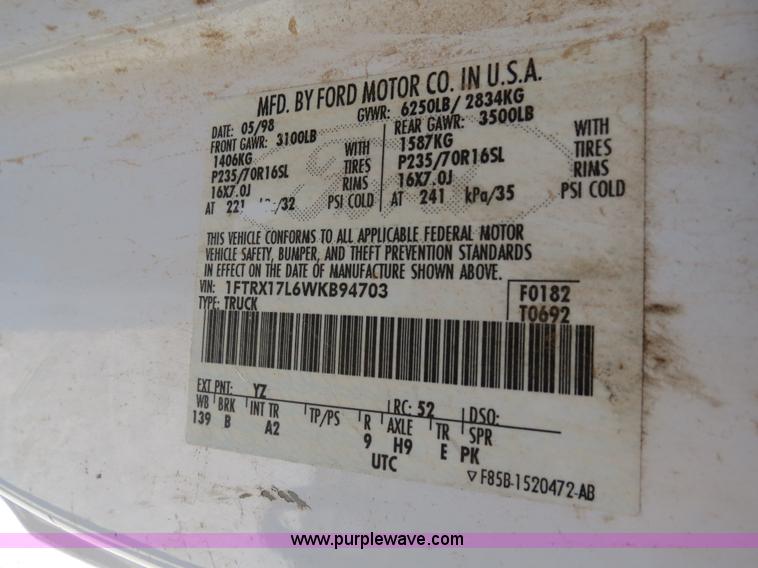 MFD. BY FORD MOTOR CO. IN U.S.A.
DATE: 05/98 GVWR: 6250LB/ 2834KG
FRONT GAWR: 3100LB REAR GAWR: 3500LB
1406KG WITH 1587KG WITH
P235/70R16SL TIRES P235/70R16SL TIRES
16X7.0J RIMS 16X7.0J RIMS
AT 221 /32 PSI COLD AT 241 kPa/35 PSI COLD
THIS VEHICLE CONFORMS TO ALL APPLICABLE FEDERAL MOTOR
VEHICLE SAFETY, BUMPER, AND THEFT PREVENTION STANDARDS
IN EFFECT ON THE DATE OF MANUFACTURE SHOWN ABOVE.
VIN: 1FTRX17L6WKB94703 F0182
TYPE: TRUCK T0692
EXT PNT: YZ RC: 52 DSO:
WB BRK INT TR TP/PS R AXLE TR SPR
139 B A2 9 H9 E PK
UTC
▽ F85B-1520472-AB
www.purplewave.com